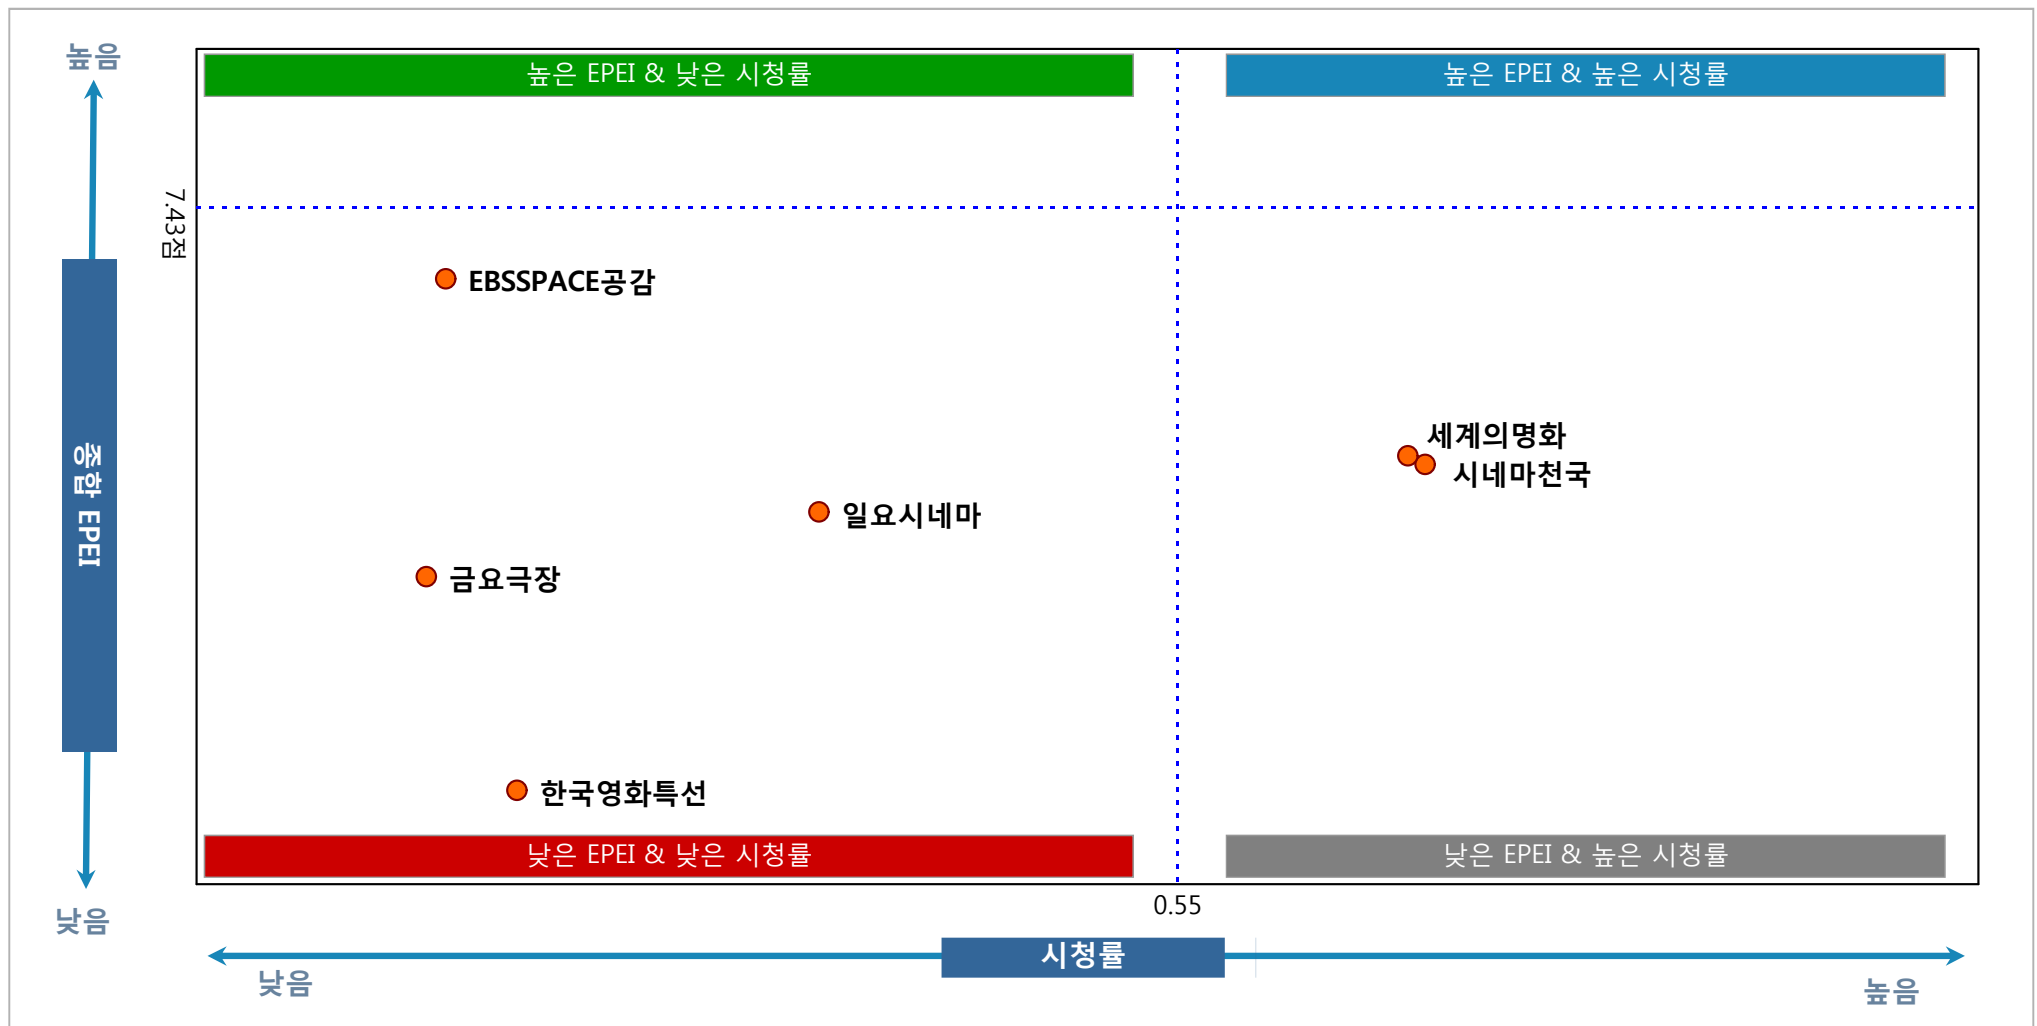 높음
높은 EPEI & 낮은 시청률
높은 EPEI & 높은 시청률
7.43점
EBSSPACE공감
세계의명화
시네마천국
종합 EPEI
일요시네마
금요극장
한국영화특선
낮은 EPEI & 낮은 시청률
낮은 EPEI & 높은 시청률
0.55
낮음
시청률
낮음
높음